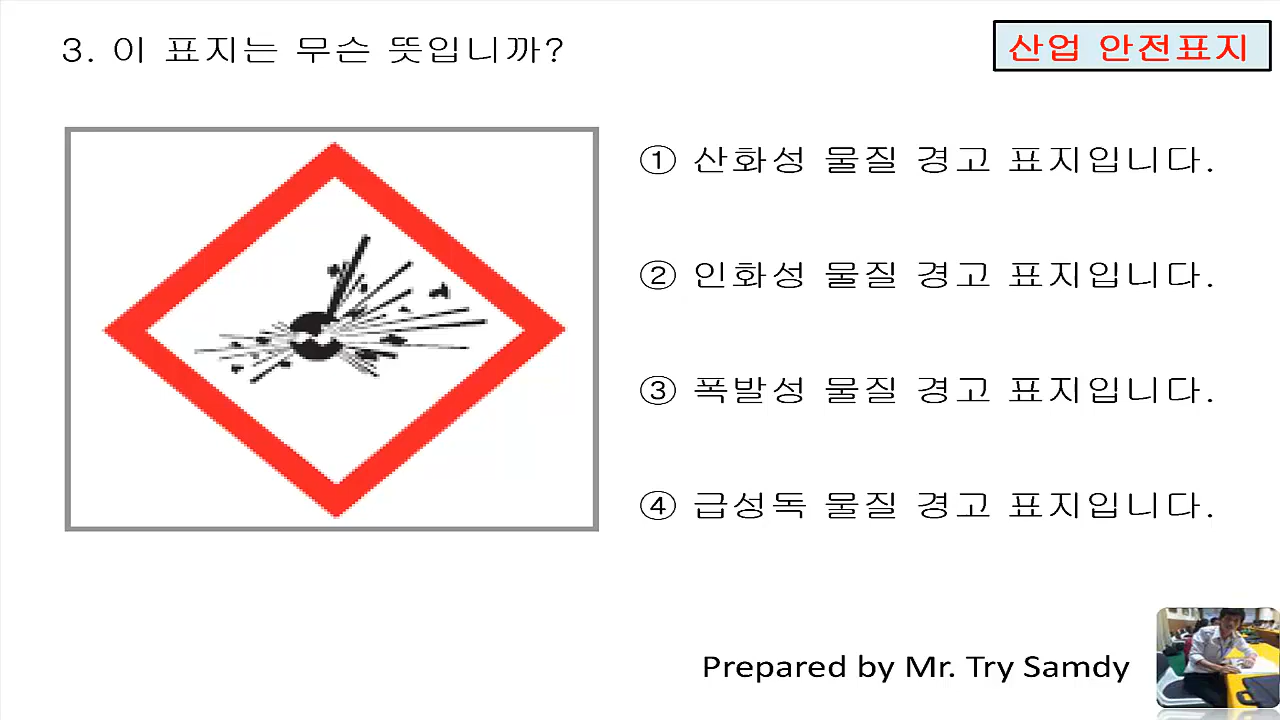 3. 이 표지는 무슨 뜻입니까?
산업 안전표지
① 산화성 물질 경고 표지입니다.
② 인화성 물질 경고 표지입니다.
③ 폭발성 물질 경고 표지입니다.
④ 급성독 물질 경고 표지입니다.
Prepared by Mr. Try Samdy